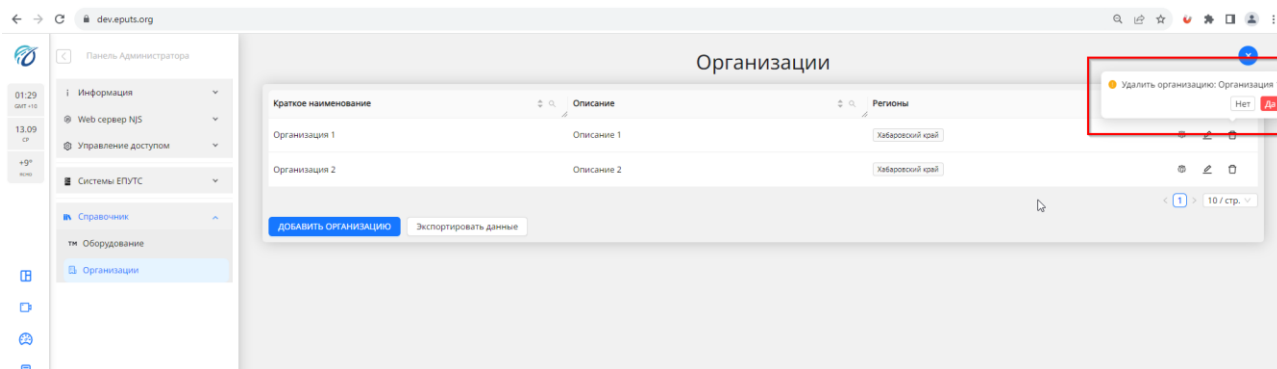 dev.eputs.org
Панель Администратора
Организации
01:29
GMT +10
13.09
СР
+9°
ясно
Информация
Web сервер NJS
Управление доступом
Системы ЕПУТС
Справочник
ТМ Оборудование
Организации
Удалить организацию: Организация
Нет Да
Краткое наименование Описание Регионы
Организация 1 Описание 1 Хабаровский край
Организация 2 Описание 2 Хабаровский край
1 10 / стр.
ДОБАВИТЬ ОРГАНИЗАЦИЮ Экспортировать данные